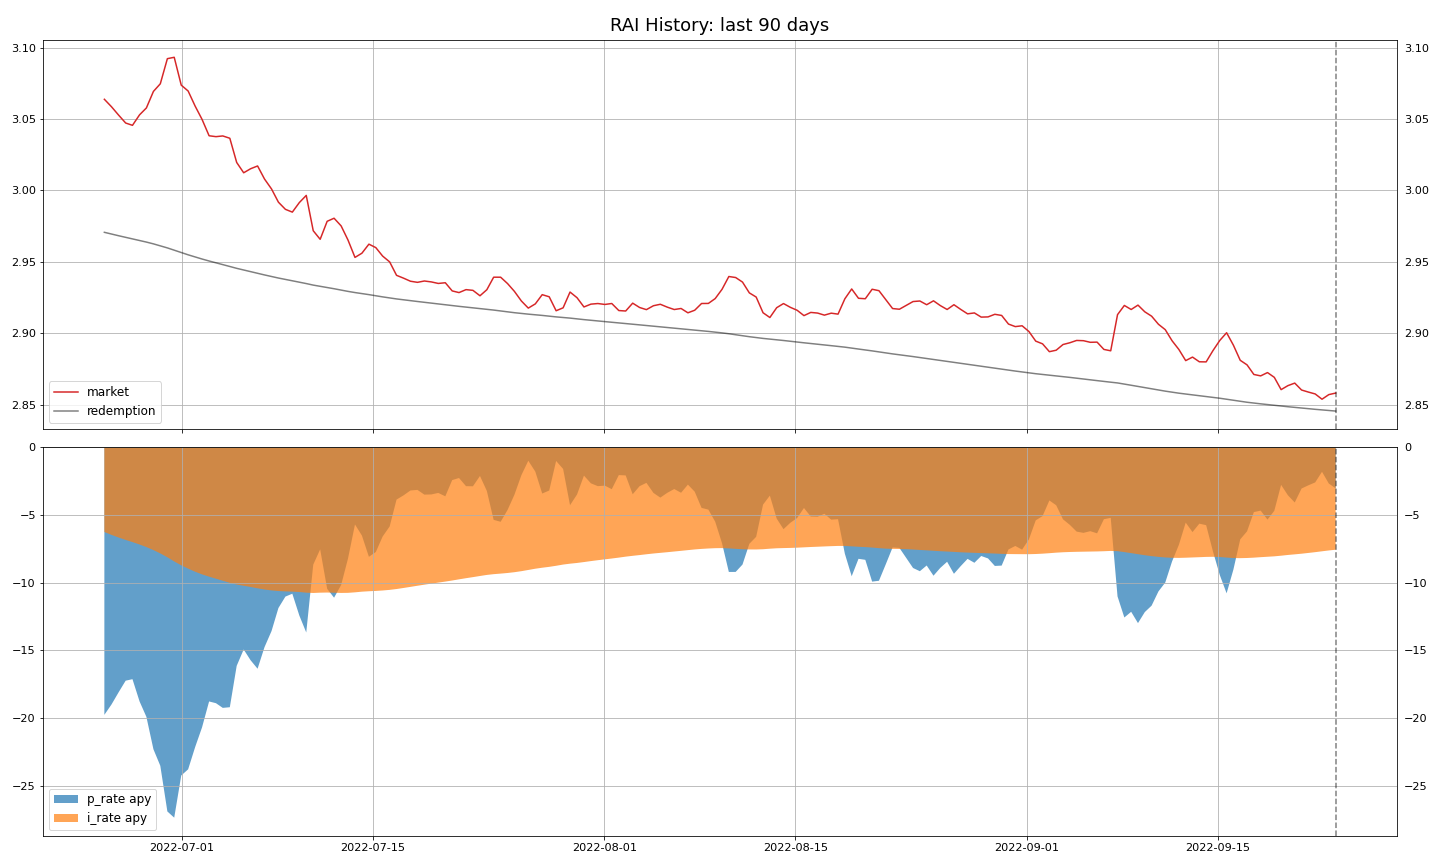 RAI History: last 90 days
3.10 3.10
3.05 3.05
3.00 3.00
2.95 2.95
2.90 2.90
2.85 2.85
market
redemption
0 0
−5 −5
−10 −10
−15 −15
−20 −20
−25 −25
p_rate apy
i_rate apy
2022-07-01 2022-07-15 2022-08-01 2022-08-15 2022-09-01 2022-09-15